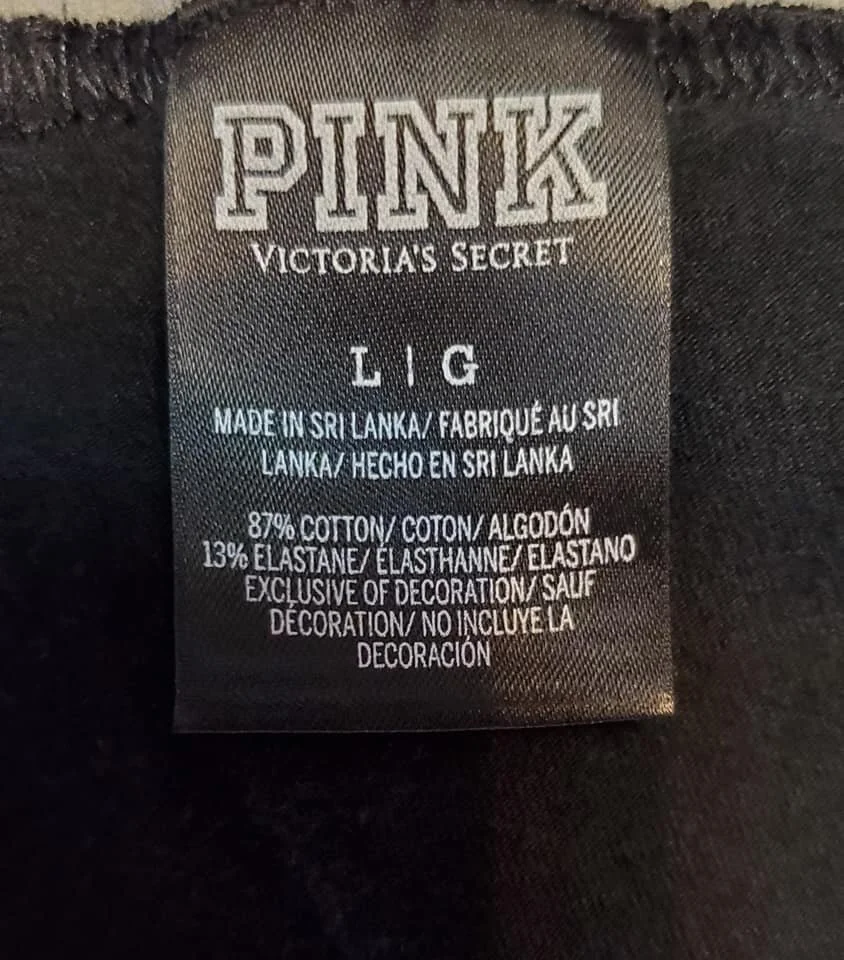 PINK
VICTORIA'S SECRET
L | G
MADE IN SRI LANKA/ FABRIQUÉ AU SRI
LANKA/ HECHO EN SRI LANKA
87% COTTON/ COTON/ ALGODÓN
13% ELASTANE/ ÉLASTHANNE/ ELASTANO
EXCLUSIVE OF DECORATION/ SAUF
DÉCORATION/ NO INCLUYE LA
DECORACIÓN